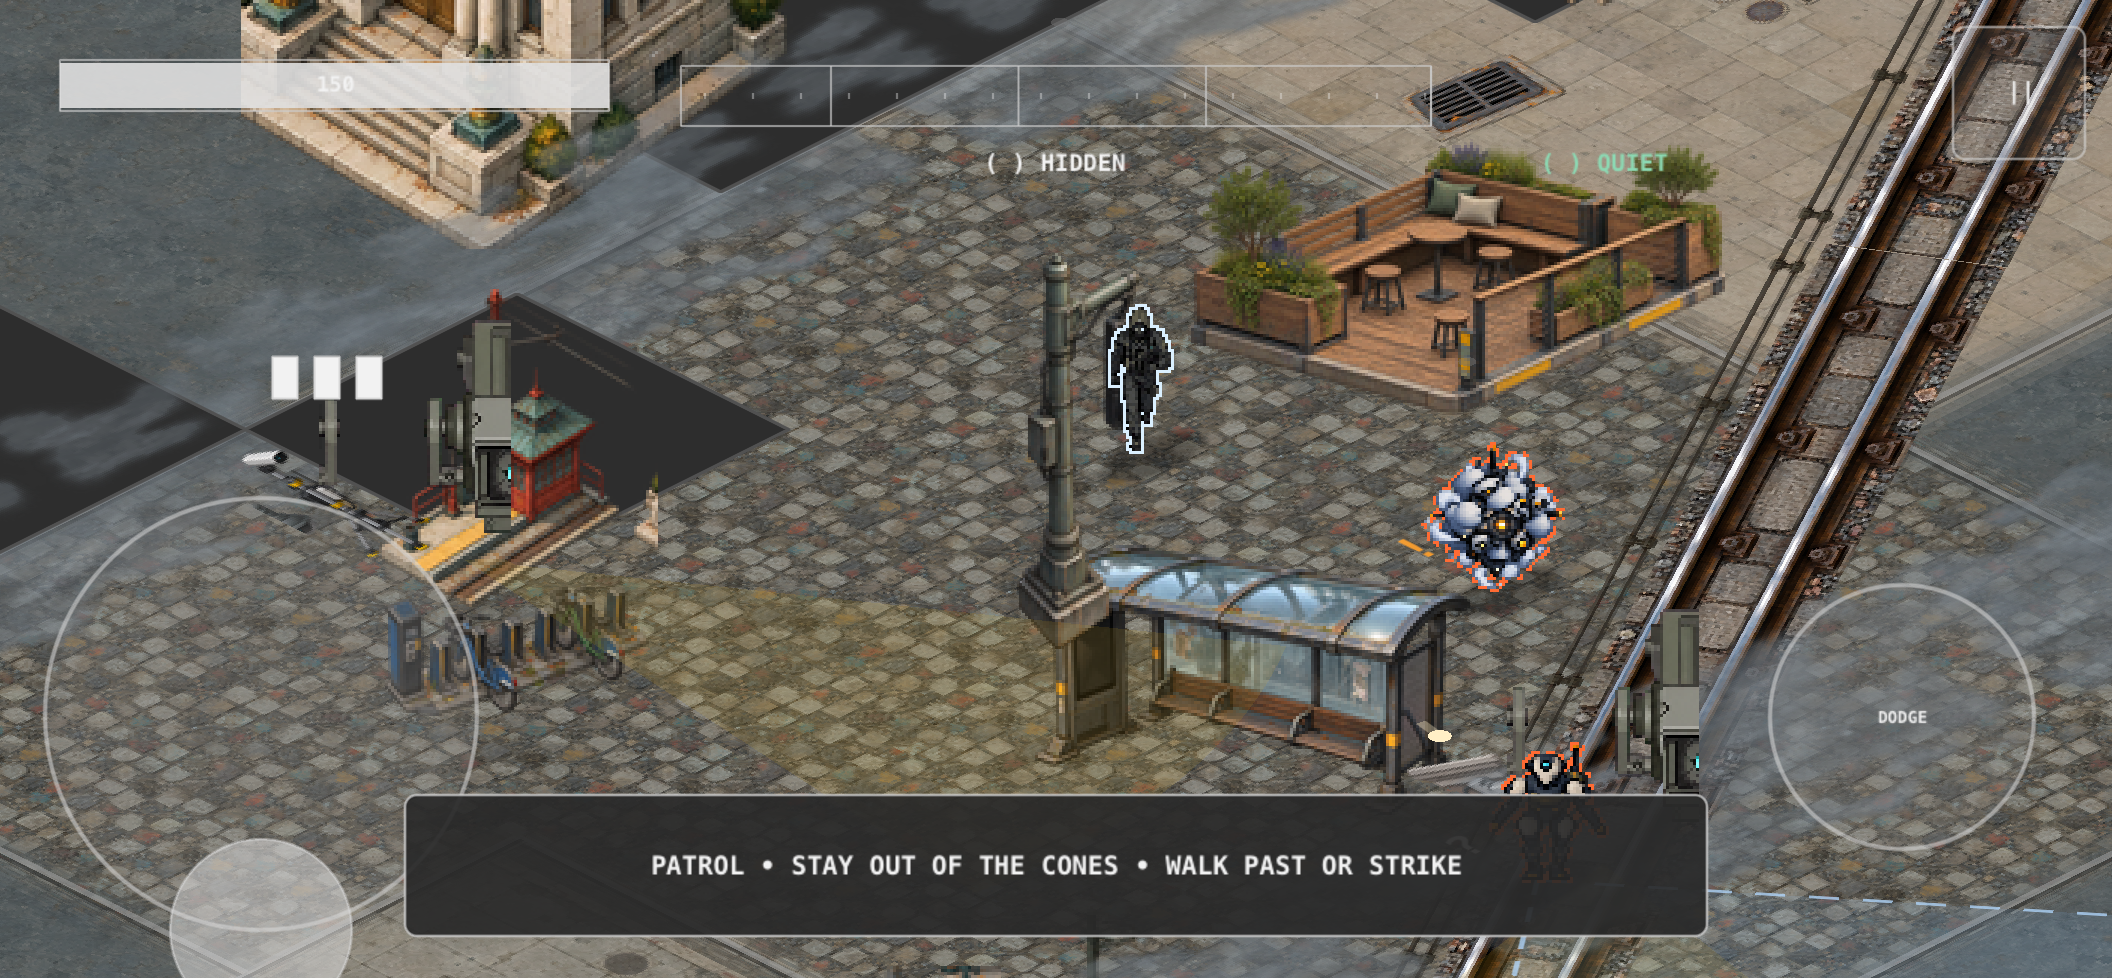 150
( ) HIDDEN
( ) QUIET
DODGE
PATROL • STAY OUT OF THE CONES • WALK PAST OR STRIKE